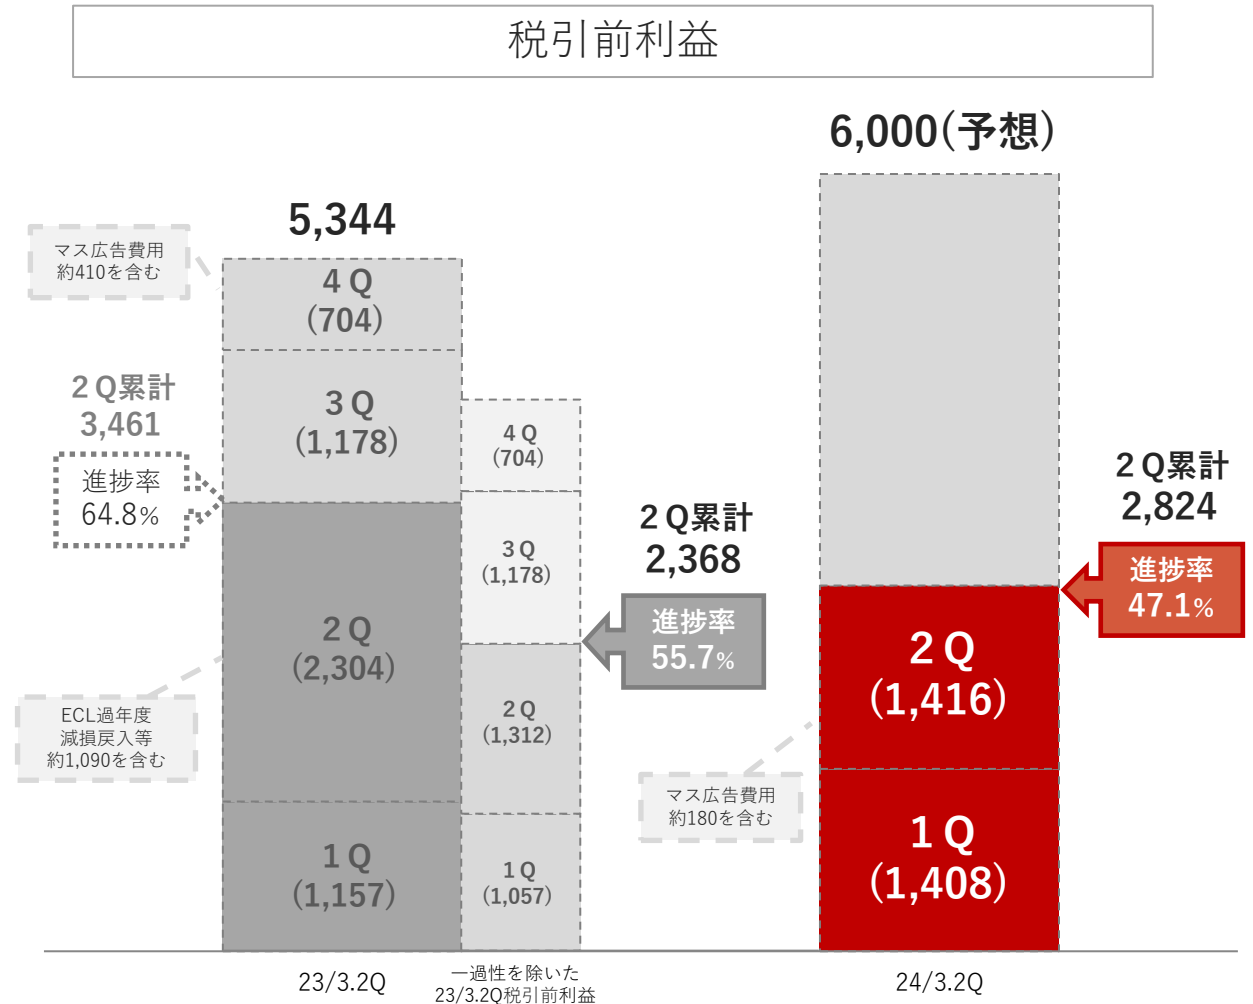 税引前利益
6,000(予想)
5,344
マス広告費用
約410を含む
4Q
(704)
2Q累計
3,461
進捗率
64.8%
3Q
(1,178)
4Q
(704)
2Q累計
2,824
進捗率
47.1%
2Q累計
2,368
進捗率
55.7%
3Q
(1,178)
2Q
(2,304)
2Q
(1,416)
ECL過年度
減損戻入等
約1,090を含む
2Q
(1,312)
マス広告費用
約180を含む
1Q
(1,157)
1Q
(1,057)
1Q
(1,408)
23/3.2Q
一過性を除いた
23/3.2Q税引前利益
24/3.2Q